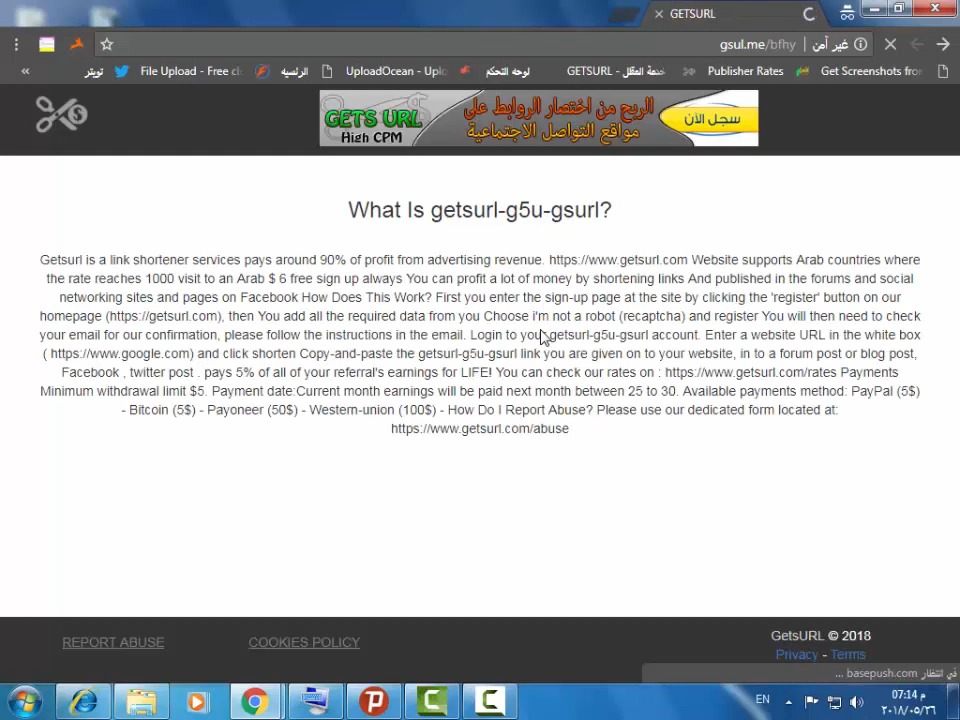 GETSURL
gsul.me/bfhy
غير آمن
تويتر
File Upload - Free cl
الرئيسيه
UploadOcean - Uplo
لوحه التحكم
GETSURL - خدمة المقلل
Publisher Rates
Get Screenshots from
GETS URL
High CPM
الربح من اختصار الروابط على
مواقع التواصل الاجتماعية
سجل الآن
What Is getsurl-g5u-gsurl?
Getsurl is a link shortener services pays around 90% of profit from advertising revenue. https://www.getsurl.com Website supports Arab countries where
the rate reaches 1000 visit to an Arab $ 6 free sign up always You can profit a lot of money by shortening links And published in the forums and social
networking sites and pages on Facebook How Does This Work? First you enter the sign-up page at the site by clicking the 'register' button on our
homepage (https://getsurl.com), then You add all the required data from you Choose i'm not a robot (recaptcha) and register You will then need to check
your email for our confirmation, please follow the instructions in the email. Login to your getsurl-g5u-gsurl account. Enter a website URL in the white box
( https://www.google.com) and click shorten Copy-and-paste the getsurl-g5u-gsurl link you are given on to your website, in to a forum post or blog post,
Facebook , twitter post . pays 5% of all of your referral's earnings for LIFE! You can check our rates on : https://www.getsurl.com/rates Payments
Minimum withdrawal limit $5. Payment date:Current month earnings will be paid next month between 25 to 30. Available payments method: PayPal (5$)
- Bitcoin (5$) - Payoneer (50$) - Western-union (100$) - How Do I Report Abuse? Please use our dedicated form located at:
https://www.getsurl.com/abuse
REPORT ABUSE
COOKIES POLICY
GetsURL © 2018
Privacy - Terms
في انتظار basepush.com ...
EN
07:14 م
٢٠١٨/٠٥/٢٦